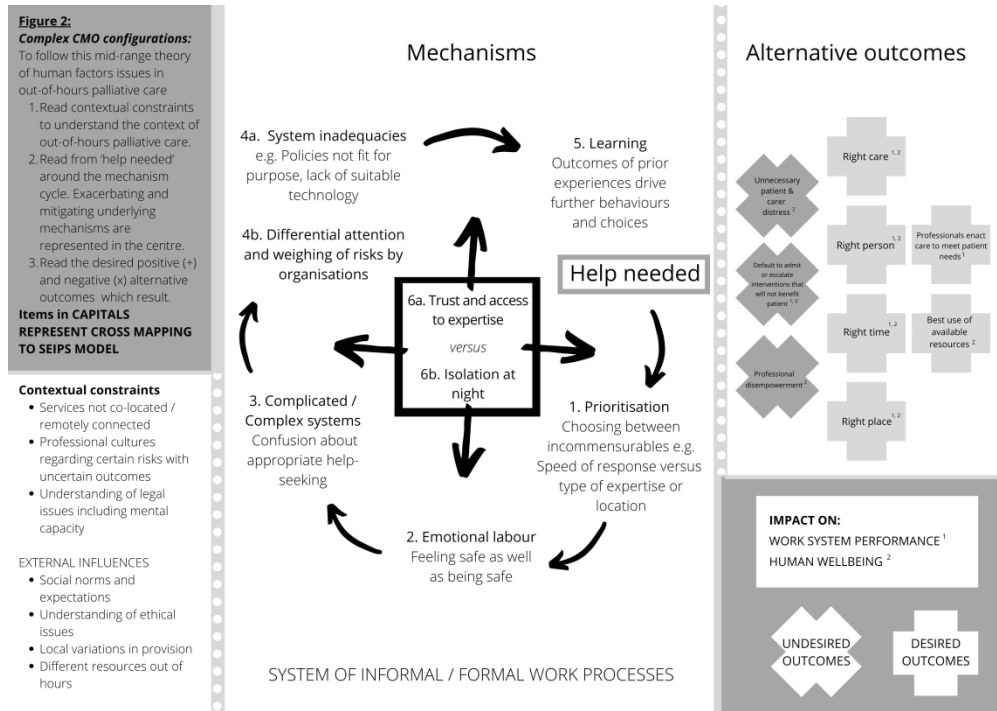 Figure 2:
Complex CMO configurations:
To follow this mid-range theory
of human factors issues in
out-of-hours palliative care
1. Read contextual constraints
to understand the context of
out-of-hours palliative care.
2. Read from ‘help needed’
around the mechanism
cycle. Exacerbating and
mitigating underlying
mechanisms are
represented in the centre.
3. Read the desired positive (+)
and negative (x) alternative
outcomes which result.
Items in CAPITALS
REPRESENT CROSS MAPPING
TO SEIPS MODEL
Contextual constraints
• Services not co-located /
remotely connected
• Professional cultures
regarding certain risks with
uncertain outcomes
• Understanding of legal
issues including mental
capacity
EXTERNAL INFLUENCES
• Social norms and
expectations
• Understanding of ethical
issues
• Local variations in provision
• Different resources out of
hours
Mechanisms
4a. System inadequacies
e.g. Policies not fit for
purpose, lack of suitable
technology
4b. Differential attention
and weighing of risks by
organisations
5. Learning
Outcomes of prior
experiences drive
further behaviours
and choices
Help needed
6a. Trust and access
to expertise
versus
6b. Isolation at
night
3. Complicated /
Complex systems
Confusion about
appropriate help-
seeking
1. Prioritisation
Choosing between
incommensurables e.g.
Speed of response versus
type of expertise or
location
2. Emotional labour
Feeling safe as well
as being safe
SYSTEM OF INFORMAL / FORMAL WORK PROCESSES
Alternative outcomes
Unnecessary
patient &
carer
distress 2
Default to admit
or escalate
interventions that
will not benefit
patient 1, 2
Professional
disempowerment 2
Right care 1, 2
Right person 1, 2
Right time 1, 2
Right place 1, 2
Professionals enact
care to meet patient
needs 1
Best use of
available
resources 2
IMPACT ON:
WORK SYSTEM PERFORMANCE 1
HUMAN WELLBEING 2
UNDESIRED
OUTCOMES
DESIRED
OUTCOMES